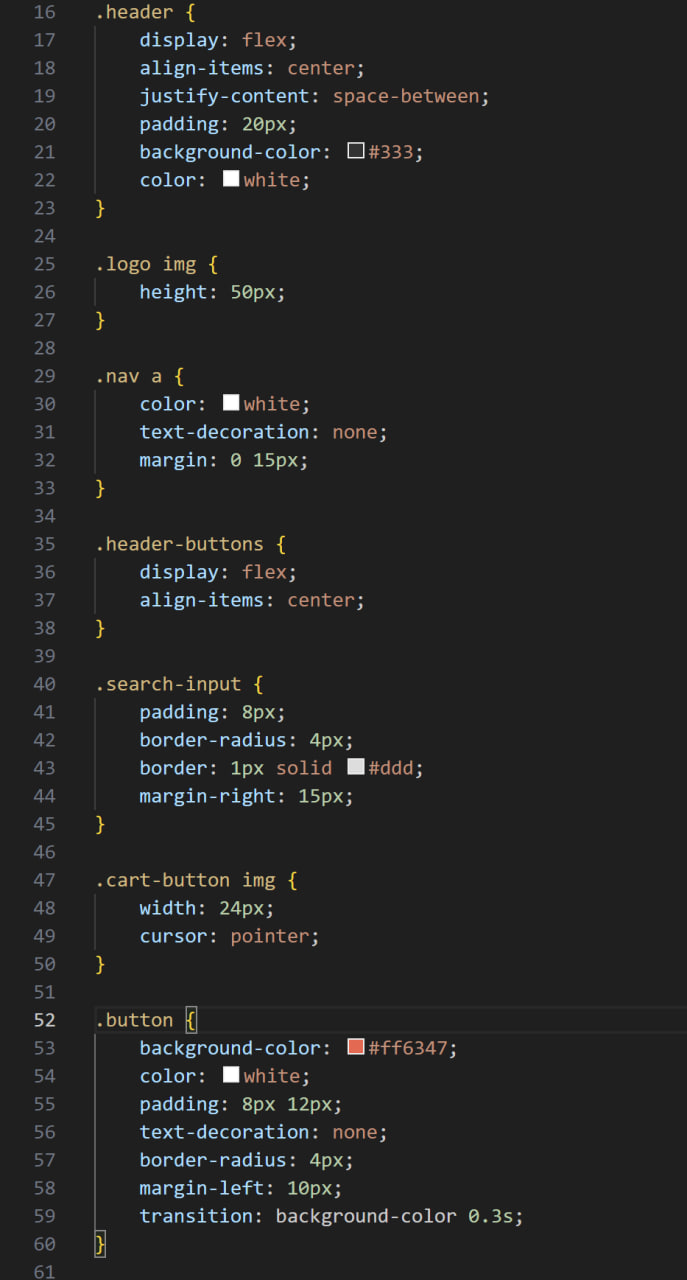 16 .header {
17     display: flex;
18     align-items: center;
19     justify-content: space-between;
20     padding: 20px;
21     background-color: #333;
22     color: white;
23 }
24
25 .logo img {
26     height: 50px;
27 }
28
29 .nav a {
30     color: white;
31     text-decoration: none;
32     margin: 0 15px;
33 }
34
35 .header-buttons {
36     display: flex;
37     align-items: center;
38 }
39
40 .search-input {
41     padding: 8px;
42     border-radius: 4px;
43     border: 1px solid #ddd;
44     margin-right: 15px;
45 }
46
47 .cart-button img {
48     width: 24px;
49     cursor: pointer;
50 }
51
52 .button {
53     background-color: #ff6347;
54     color: white;
55     padding: 8px 12px;
56     text-decoration: none;
57     border-radius: 4px;
58     margin-left: 10px;
59     transition: background-color 0.3s;
60 }
61